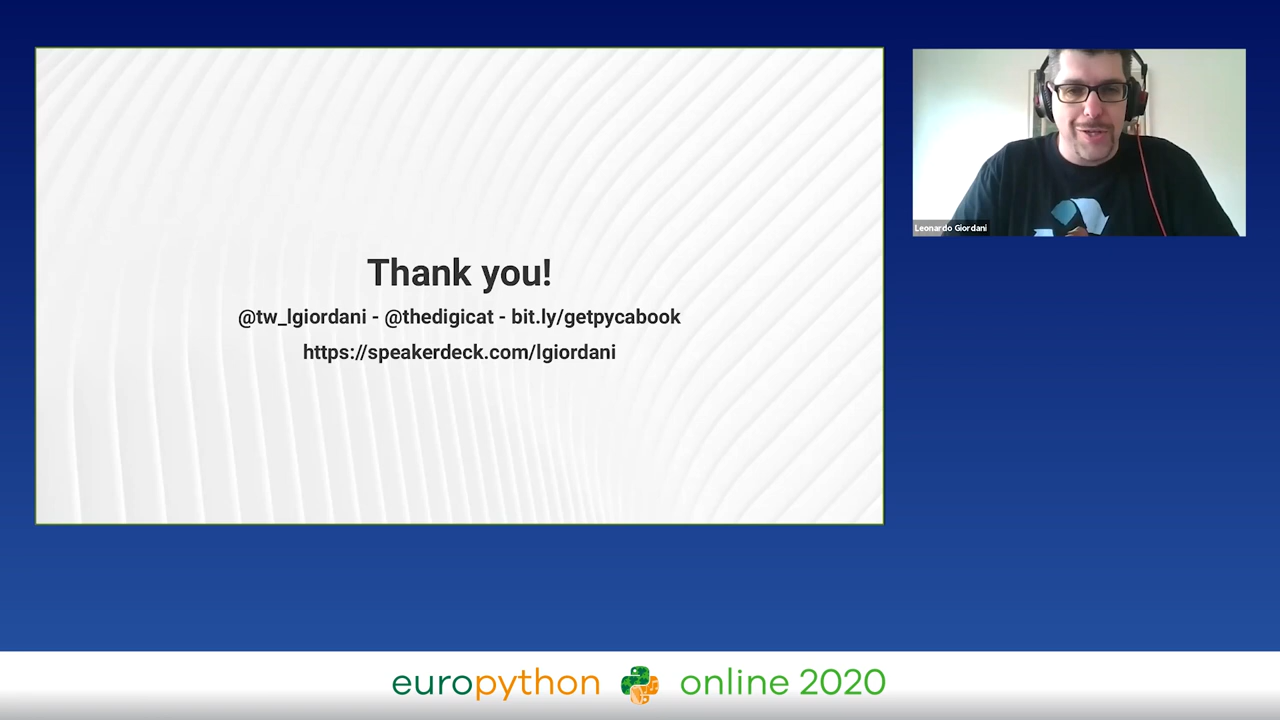 Thank you!
@tw_lgiordani - @thedigicat - bit.ly/getpycabook
https://speakerdeck.com/lgiordani
Leonardo Giordani
europython online 2020